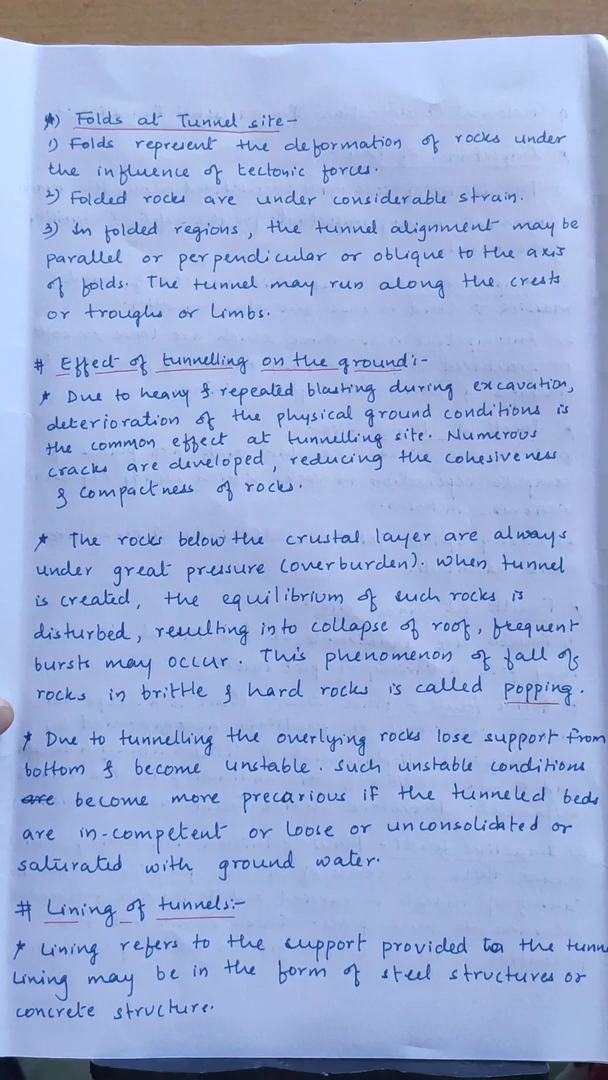 *) Folds at Tunnel site-
1) Folds represent the deformation of rocks under
the influence of tectonic forces.
2) Folded rocks are under considerable strain.
3) In folded regions, the tunnel alignment may be
parallel or perpendicular or oblique to the axis
of folds. The tunnel may run along the crests
or troughs or Limbs.
# Effect of tunnelling on the ground:-
* Due to heavy & repeated blasting during excavation,
deterioration of the physical ground conditions is
the common effect at tunnelling site. Numerous
cracks are developed, reducing the cohesiveness
& compactness of rocks.
* The rocks below the crustal layer are always
under great pressure (overburden). When tunnel
is created, the equilibrium of such rocks is
disturbed, resulting into collapse of roof, frequent
bursts may occur. This phenomenon of fall of
rocks in brittle & hard rocks is called popping.
* Due to tunnelling the overlying rocks lose support from
bottom & become unstable. Such unstable conditions
are become more precarious if the tunneled beds
are in-competent or loose or unconsolidated or
saturated with ground water.
# Lining of tunnels:-
* Lining refers to the support provided to the
Lining may be in the form of steel structures or
concrete structure.